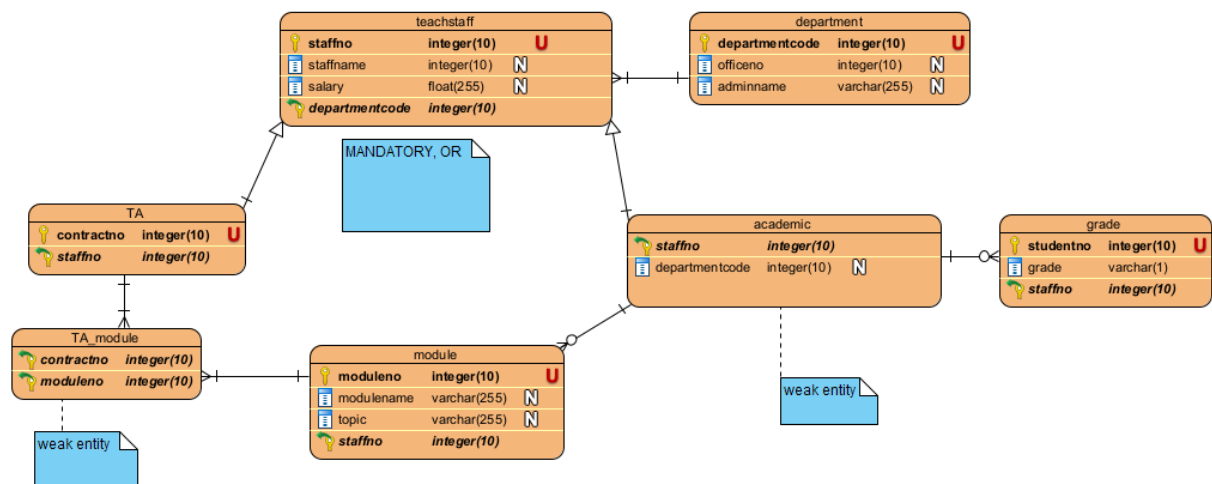 teachstaff
staffno integer(10) U
staffname integer(10) N
salary float(255) N
departmentcode integer(10)
department
departmentcode integer(10) U
officeno integer(10) N
adminname varchar(255) N
MANDATORY, OR
TA
contractno integer(10) U
staffno integer(10)
academic
staffno integer(10)
departmentcode integer(10) N
grade
studentno integer(10) U
grade varchar(1)
staffno integer(10)
TA_module
contractno integer(10)
moduleno integer(10)
module
moduleno integer(10) U
modulename varchar(255) N
topic varchar(255) N
staffno integer(10)
weak entity
weak entity